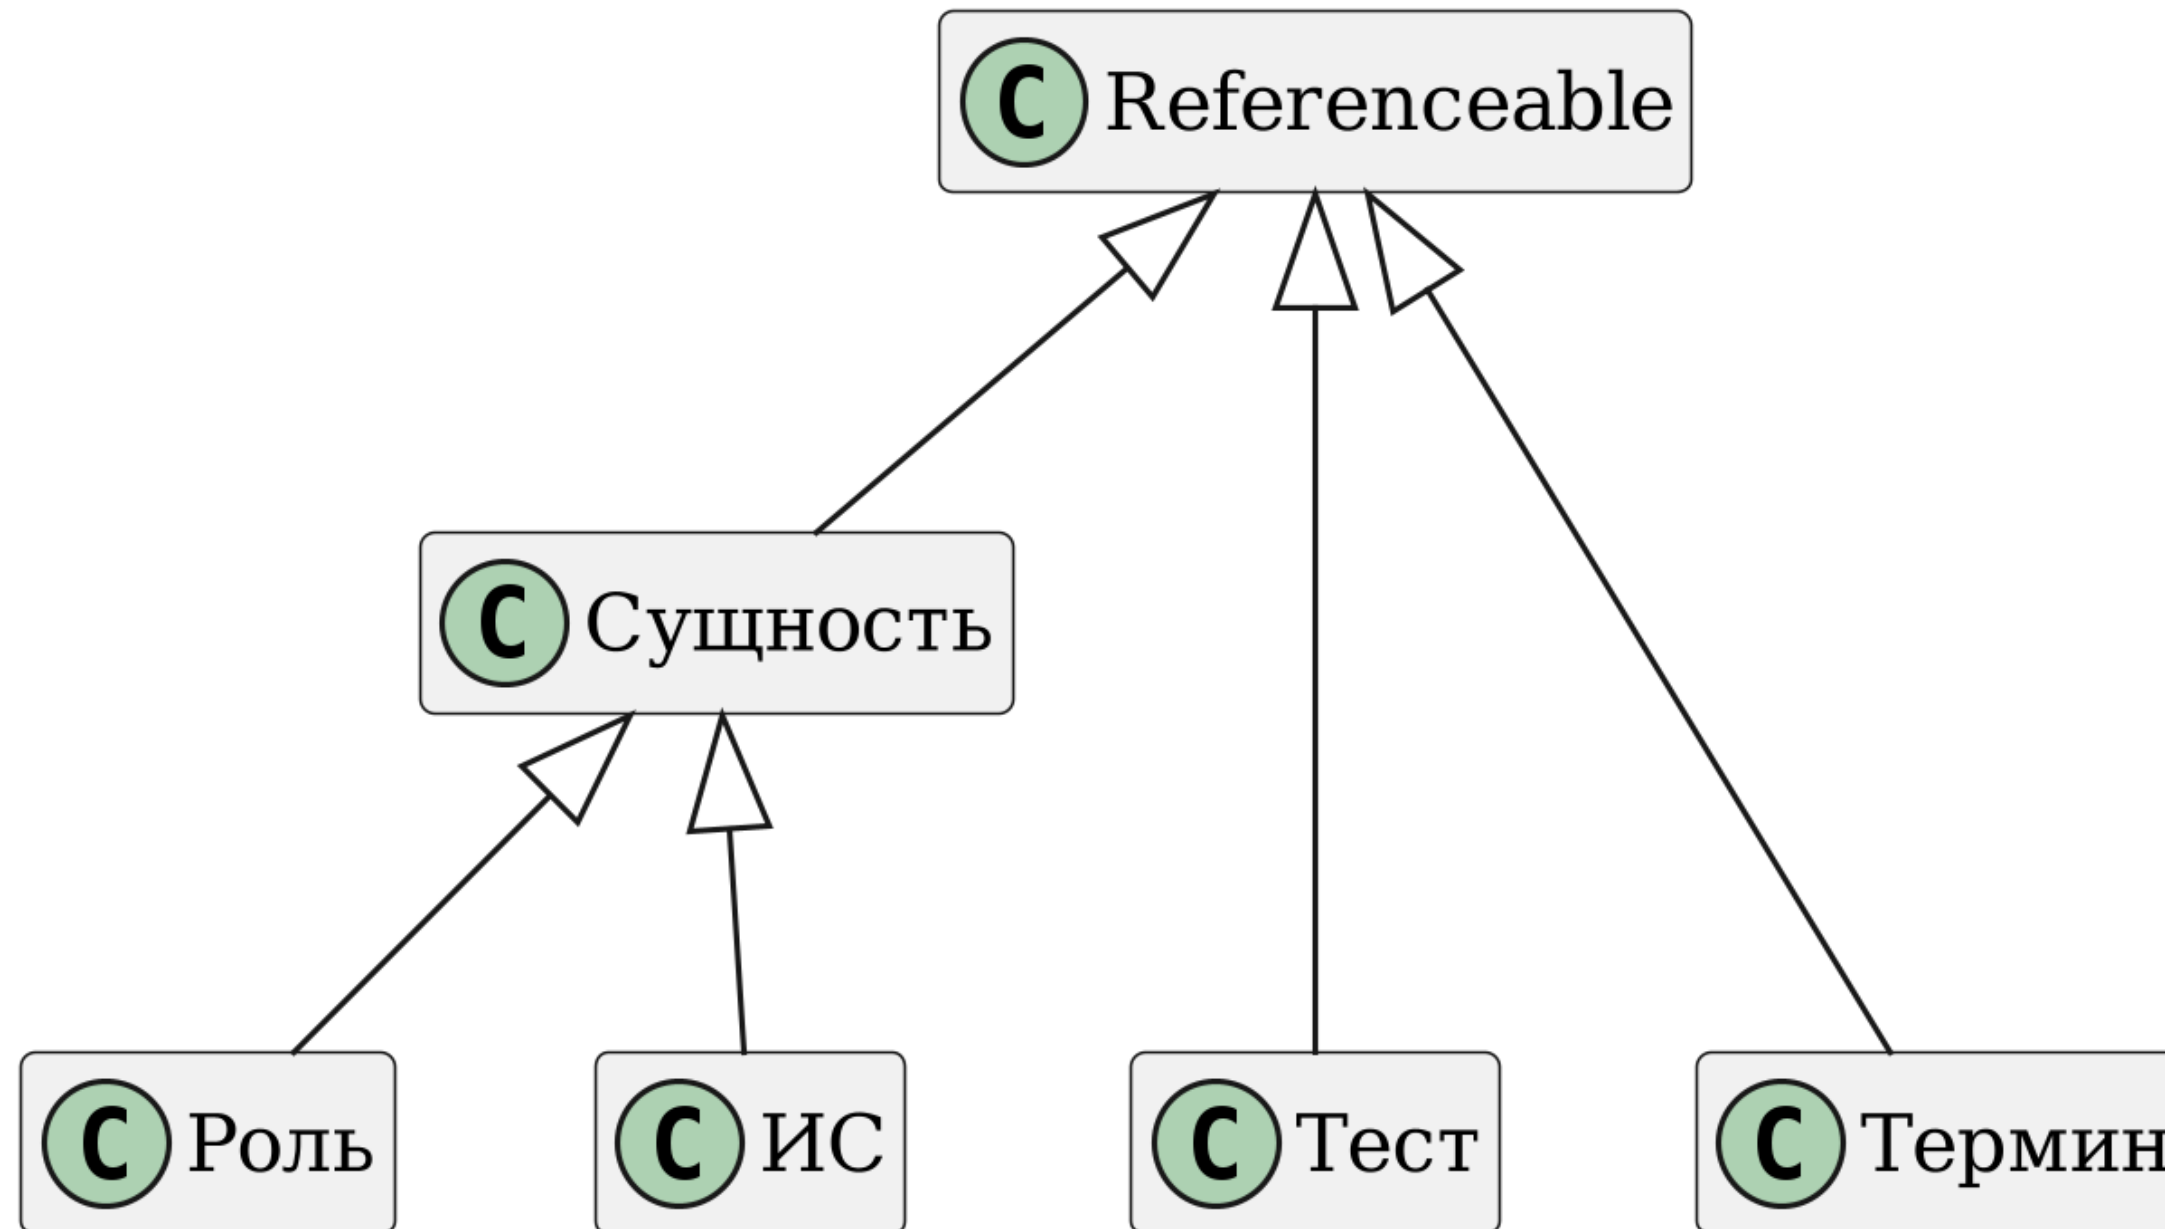 C Referenceable
C Сущность
C Роль
C ИС
C Тест
C Термин